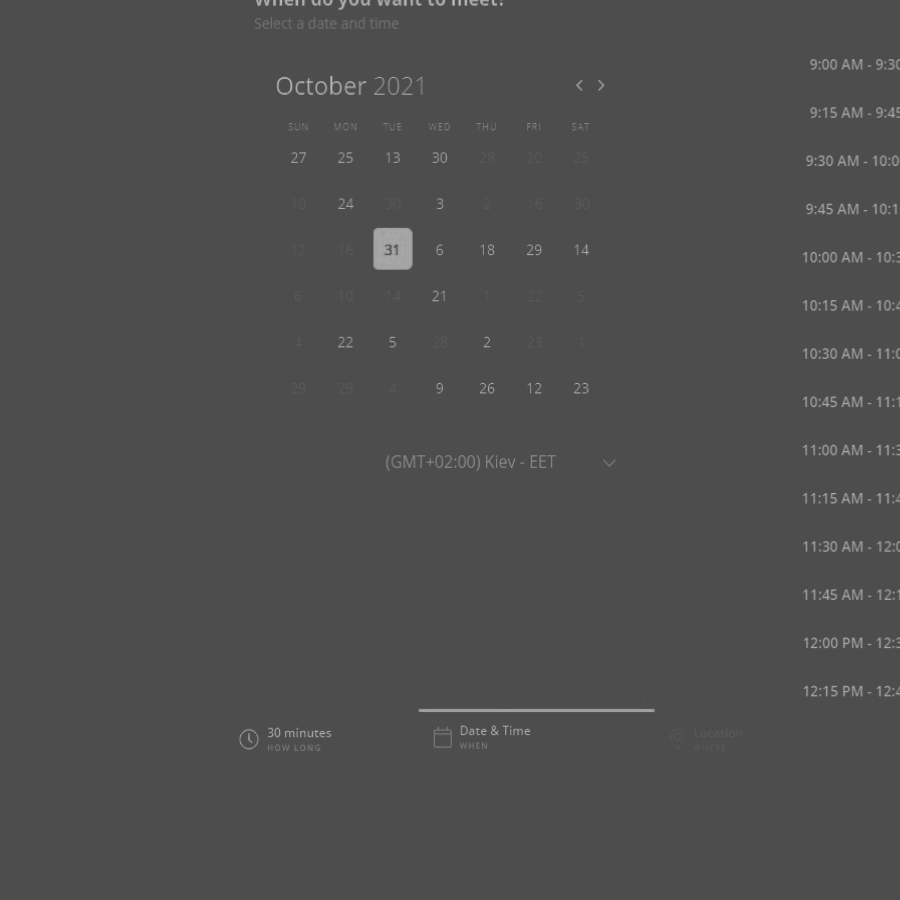 When do you want to meet?
Select a date and time
October 2021
SUN MON TUE WED THU FRI SAT
27 25 13 30 28 20 25
10 24 30 3 2 16 30
12 16 31 6 18 29 14
6 10 14 21 1 22 5
4 22 5 28 2 23 1
29 29 4 9 26 12 23
(GMT+02:00) Kiev - EET
9:00 AM - 9:30
9:15 AM - 9:45
9:30 AM - 10:0
9:45 AM - 10:1
10:00 AM - 10:3
10:15 AM - 10:4
10:30 AM - 11:0
10:45 AM - 11:1
11:00 AM - 11:3
11:15 AM - 11:4
11:30 AM - 12:0
11:45 AM - 12:1
12:00 PM - 12:3
12:15 PM - 12:4
30 minutes
HOW LONG
Date & Time
WHEN
Location
WHERE